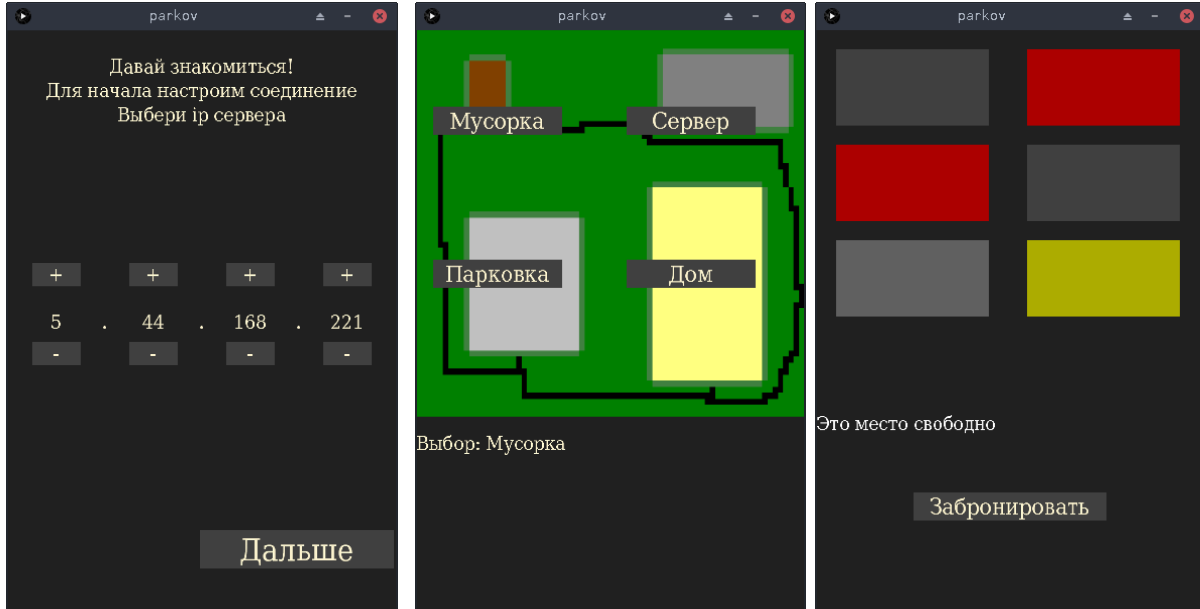 parkov
Давай знакомиться!
Для начала настроим соединение
Выбери ip сервера
+ + + +
5 . 44 . 168 . 221
- - - -
Дальше
parkov
Мусорка
Сервер
Парковка
Дом
Выбор: Мусорка
parkov
Это место свободно
Забронировать